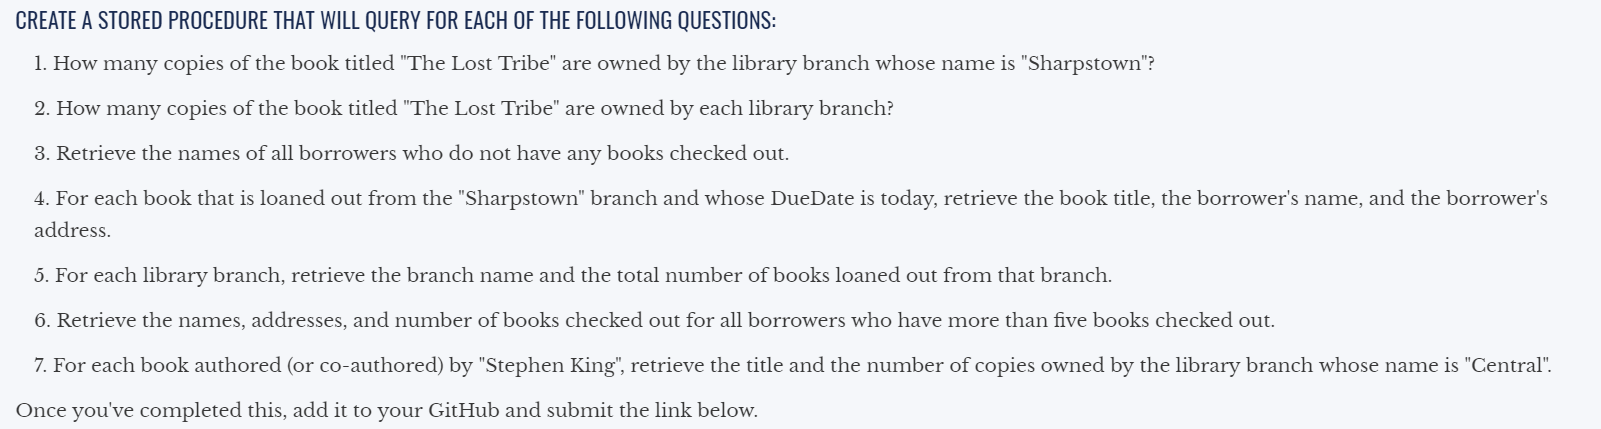 CREATE A STORED PROCEDURE THAT WILL QUERY FOR EACH OF THE FOLLOWING QUESTIONS:
1. How many copies of the book titled "The Lost Tribe" are owned by the library branch whose name is "Sharpstown"?
2. How many copies of the book titled "The Lost Tribe" are owned by each library branch?
3. Retrieve the names of all borrowers who do not have any books checked out.
4. For each book that is loaned out from the "Sharpstown" branch and whose DueDate is today, retrieve the book title, the borrower's name, and the borrower's
address.
5. For each library branch, retrieve the branch name and the total number of books loaned out from that branch.
6. Retrieve the names, addresses, and number of books checked out for all borrowers who have more than five books checked out.
7. For each book authored (or co-authored) by "Stephen King", retrieve the title and the number of copies owned by the library branch whose name is "Central".
Once you've completed this, add it to your GitHub and submit the link below.